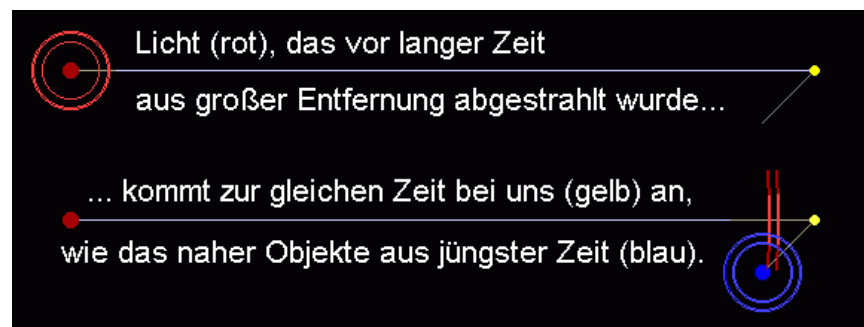 Licht (rot), das vor langer Zeit
aus großer Entfernung abgestrahlt wurde...
... kommt zur gleichen Zeit bei uns (gelb) an,
wie das naher Objekte aus jüngster Zeit (blau).